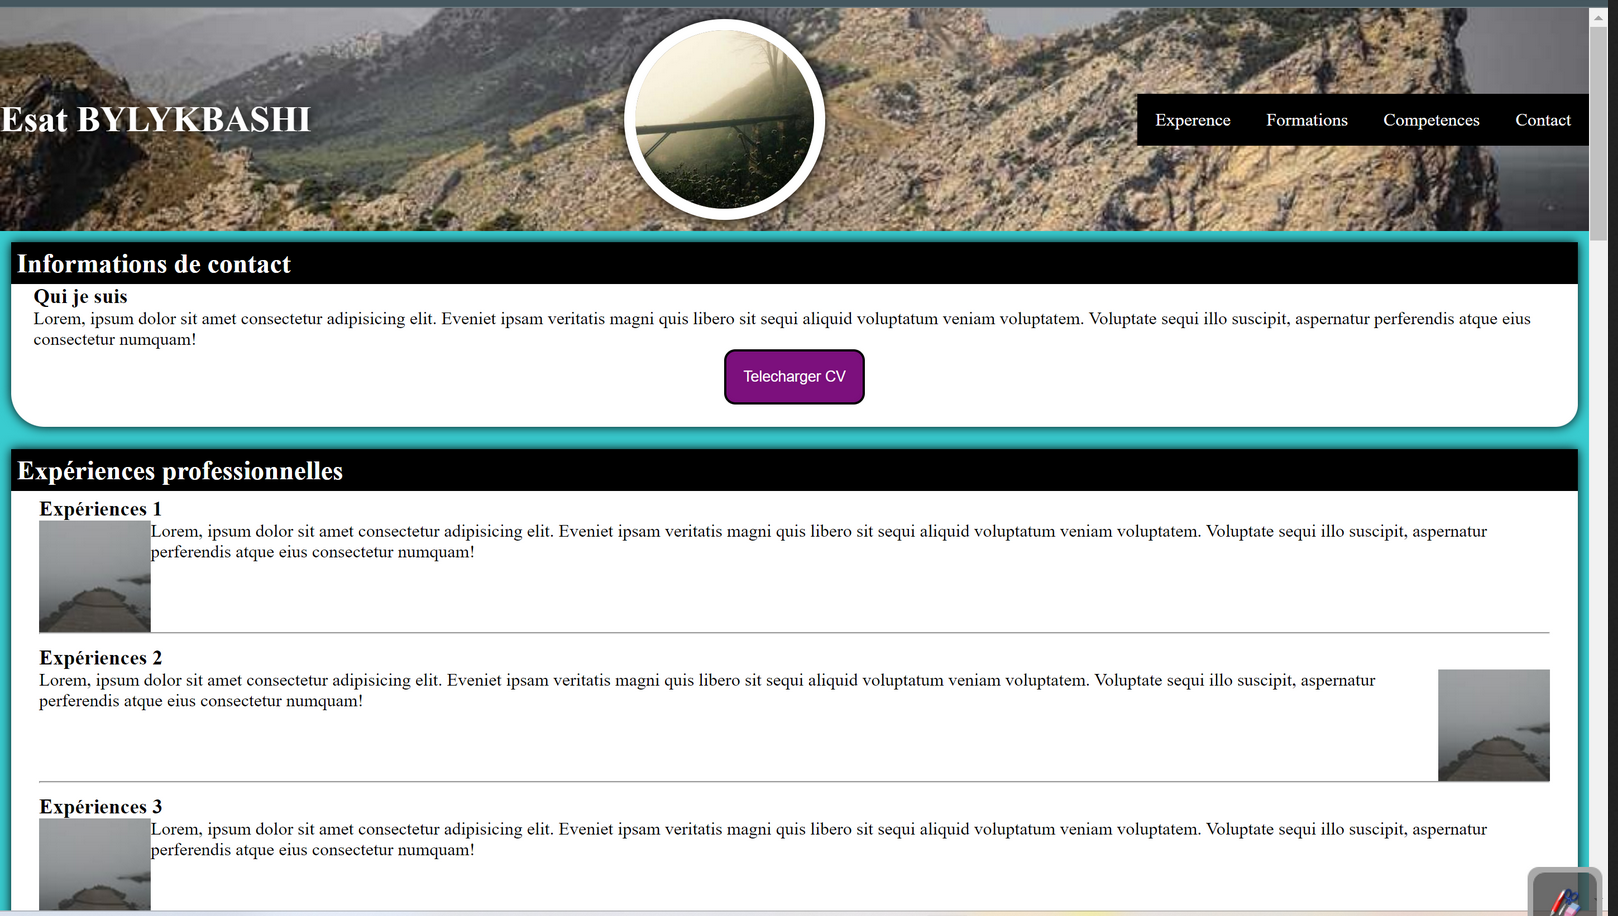 Esat BYLYKBASHI
Experence Formations Competences Contact
Informations de contact
Qui je suis
Lorem, ipsum dolor sit amet consectetur adipisicing elit. Eveniet ipsam veritatis magni quis libero sit sequi aliquid voluptatum veniam voluptatem. Voluptate sequi illo suscipit, aspernatur perferendis atque eius
consectetur numquam!
Telecharger CV
Expériences professionnelles
Expériences 1
Lorem, ipsum dolor sit amet consectetur adipisicing elit. Eveniet ipsam veritatis magni quis libero sit sequi aliquid voluptatum veniam voluptatem. Voluptate sequi illo suscipit, aspernatur
perferendis atque eius consectetur numquam!
Expériences 2
Lorem, ipsum dolor sit amet consectetur adipisicing elit. Eveniet ipsam veritatis magni quis libero sit sequi aliquid voluptatum veniam voluptatem. Voluptate sequi illo suscipit, aspernatur
perferendis atque eius consectetur numquam!
Expériences 3
Lorem, ipsum dolor sit amet consectetur adipisicing elit. Eveniet ipsam veritatis magni quis libero sit sequi aliquid voluptatum veniam voluptatem. Voluptate sequi illo suscipit, aspernatur
perferendis atque eius consectetur numquam!